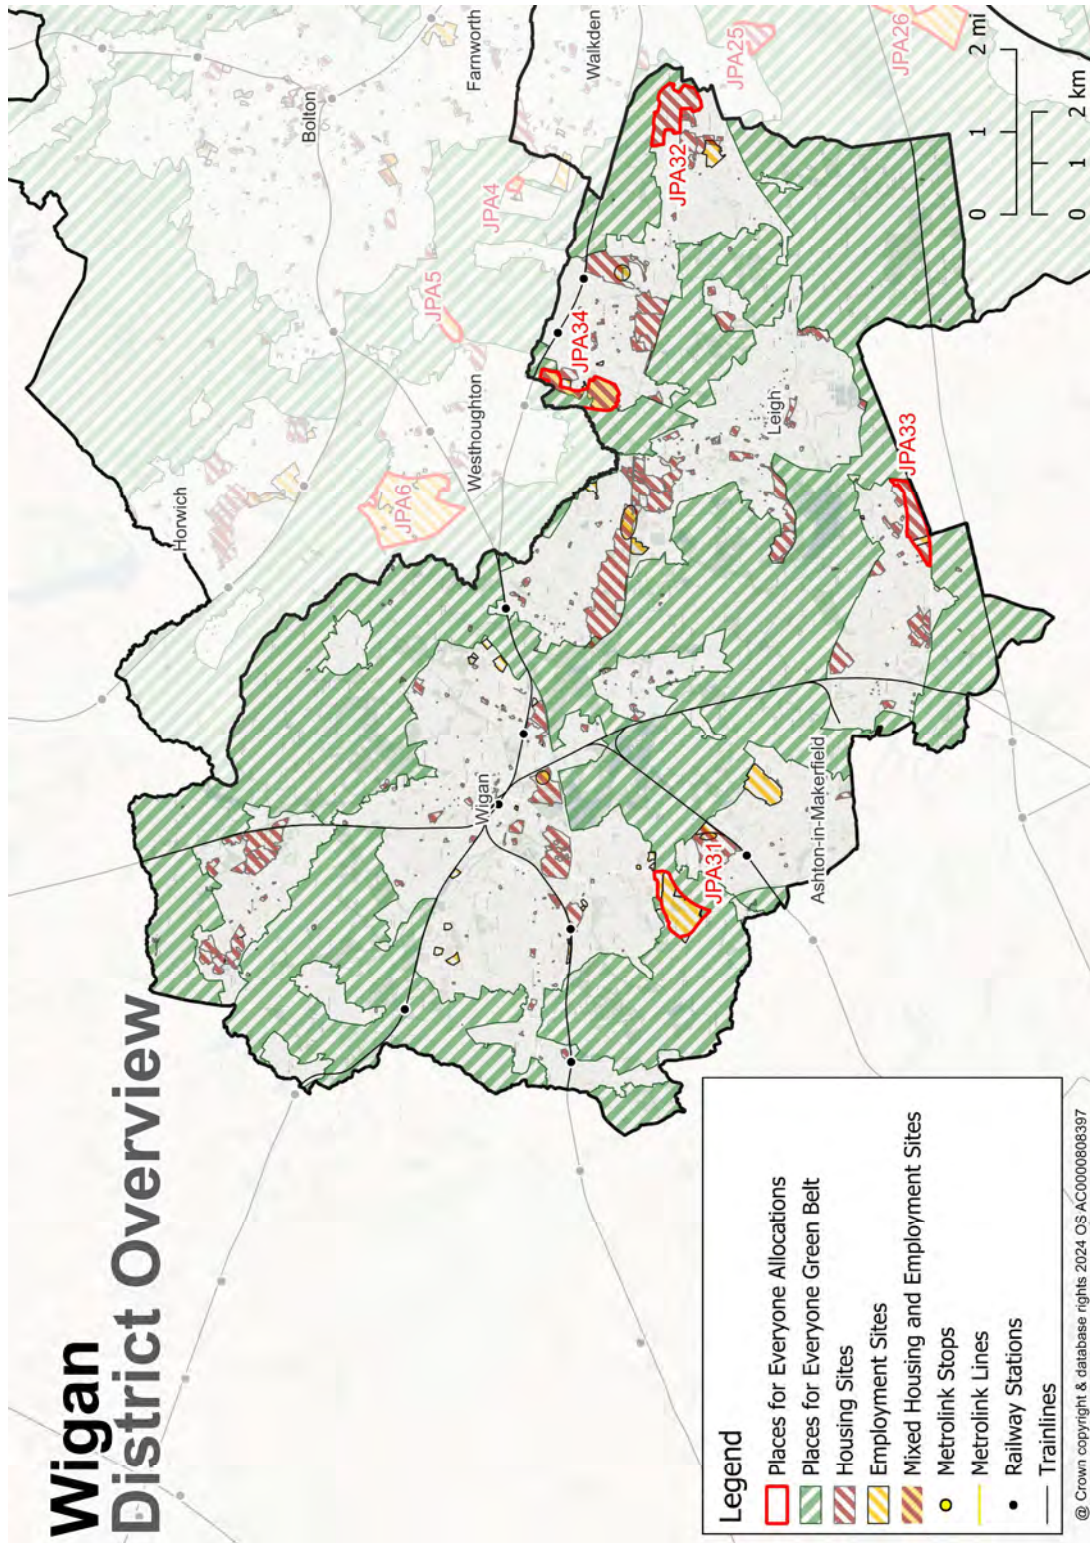 Wigan
District Overview
Horwich
Bolton
Farnworth
Walkden
Westhoughton
JPA6
JPA5
JPA4
JPA25
JPA26
Wigan
JPA34
JPA32
Leigh
JPA33
JPA31
Ashton-in-Makerfield
Legend
Places for Everyone Allocations
Places for Everyone Green Belt
Housing Sites
Employment Sites
Mixed Housing and Employment Sites
Metrolink Stops
Metrolink Lines
Railway Stations
Trainlines
0 1 2 mi
0 1 2 km
@ Crown copyright & database rights 2024 OS AC0000808397